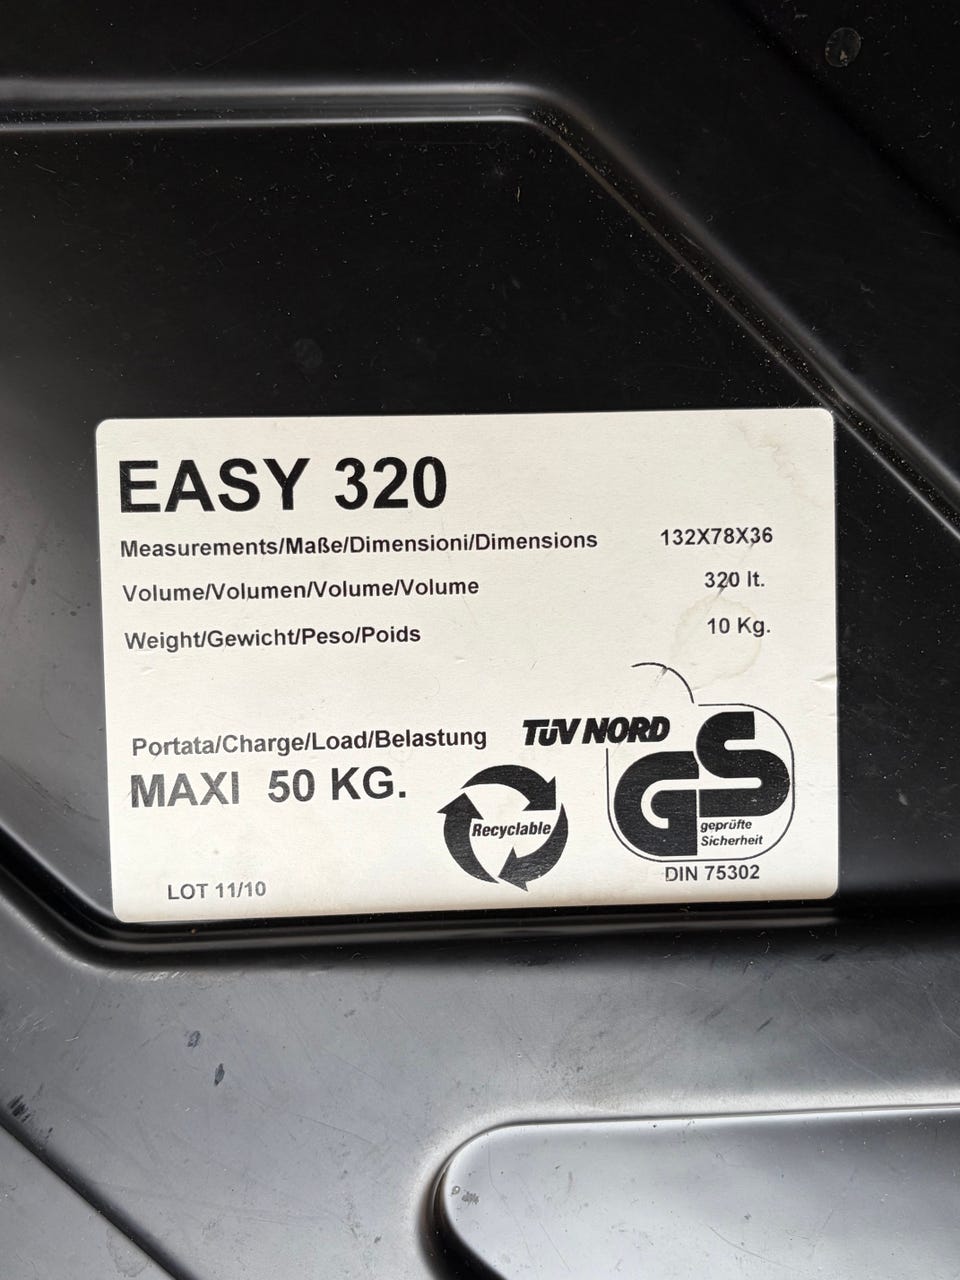 EASY 320
Measurements/Maße/Dimensioni/Dimensions 132X78X36
Volume/Volumen/Volume/Volume 320 lt.
Weight/Gewicht/Peso/Poids 10 Kg.
Portata/Charge/Load/Belastung
MAXI 50 KG.
TÜV NORD
GS
geprüfte
Sicherheit
Recyclable
DIN 75302
LOT 11/10